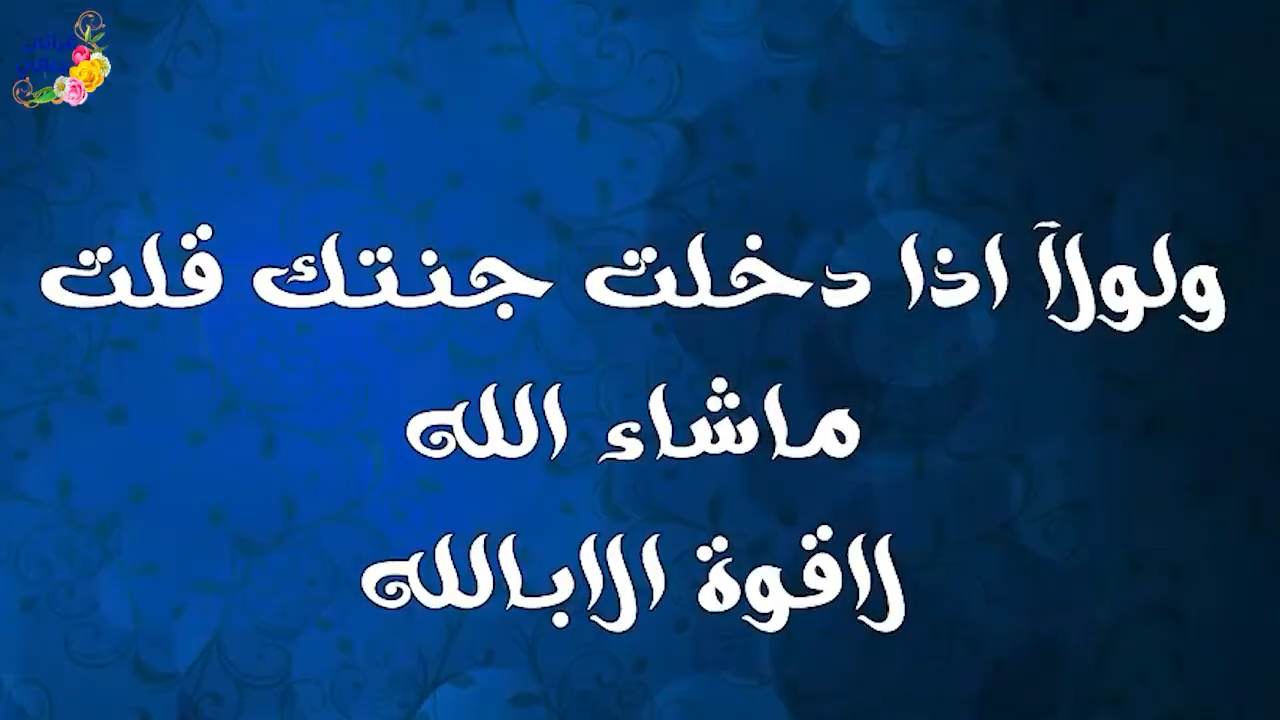 ولولآ اذا دخلت جنتك قلت
ماشاء الله
لاقوة الابالله